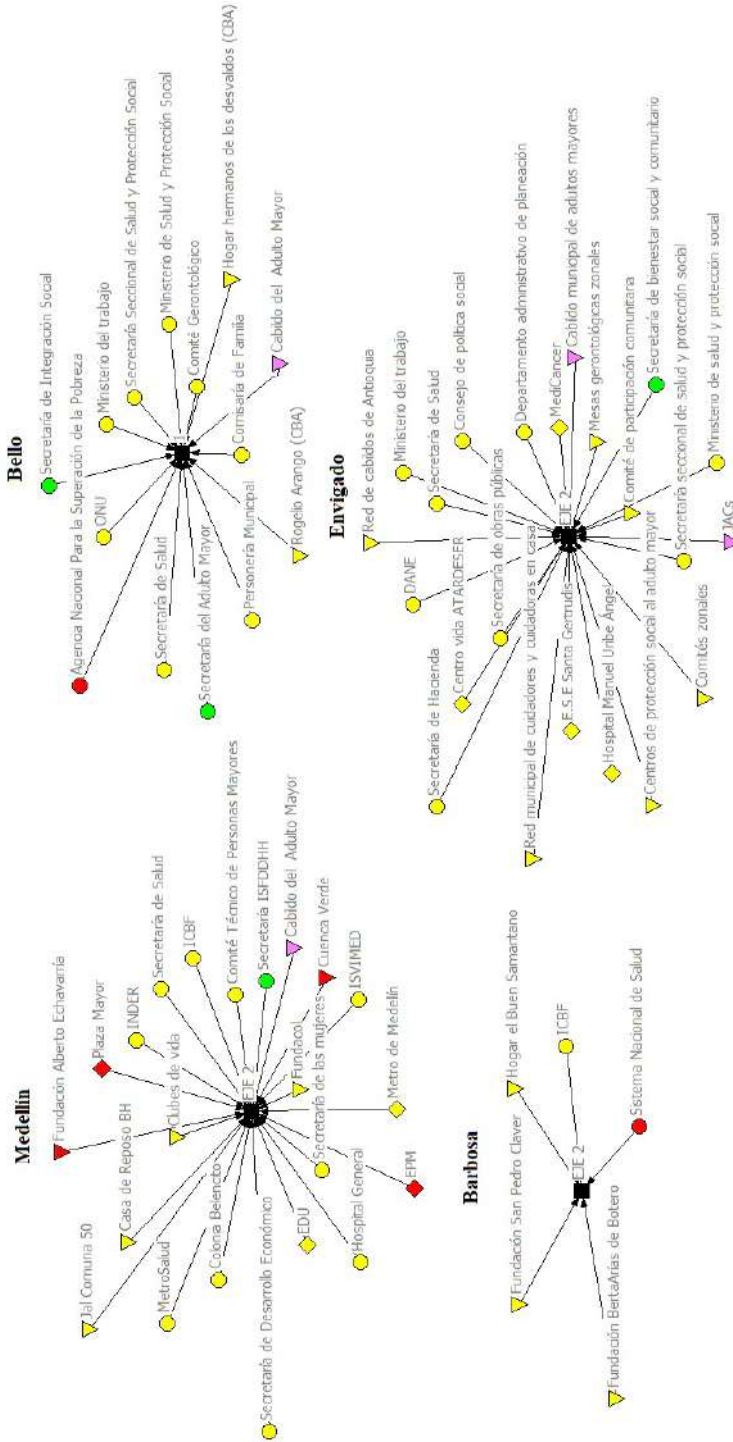 Medellín
Fundación Alberto Echavarría
Plaza Mayor
INDER
Secretaría de Salud
ICBF
Comité Técnico de Personas Mayores
Secretaría ISFDDHH
Cabido del Adulto Mayor
Cuenca Verde
ISVIMED
Fundacol
Secretaría de las mujeres
Metro de Medellín
EPM
Hospital General
EDU
Secretaría de Desarrollo Económico
Colonia Belencto
MetroSalud
Jal Comuna 50
Casa de Reposo BH
Clubes de vida
EJE 2
Bello
Secretaría de Integración Social
Agencia Nacional Para la Superación de la Pobreza
ONU
Ministerio del trabajo
Secretaría Seccional de Salud y Protección Social
Ministerio de Salud y Protección Social
Comité Gerontológico
Hogar hermanos de los desvalidos (CBA)
Cabido del Adulto Mayor
Comisaría de Familia
Rogelio Arango (CBA)
Personería Municipal
Secretaría del Adulto Mayor
Secretaría de Salud
Barbosa
Fundación San Pedro Claver
Hogar el Buen Samaritano
ICBF
Sistema Nacional de Salud
EJE 2
Fundación BertaArías de Botero
Envigado
Red de cabidos de Antioquia
Ministerio del trabajo
DANE
Secretaría de Salud
Consejo de política social
Secretaría de obras públicas
Departamento administrativo de planeación
MediCancer
Cabido municipal de adultos mayores
Mesas gerontológicas zonales
Comité de participación comunitaria
Secretaría de bienestar social y comunitario
Secretaría seccional de salud y protección social
Ministerio de salud y protección social
JACs
Comités zonales
Centros de protección social al adulto mayor
Hospital Manuel Uribe Ángel
E.S.E Santa Gertrudis
Red municipal de cuidadores y cuidadoras en casa
Centro vida ATARDESER
Secretaría de Hacienda
EJE 2